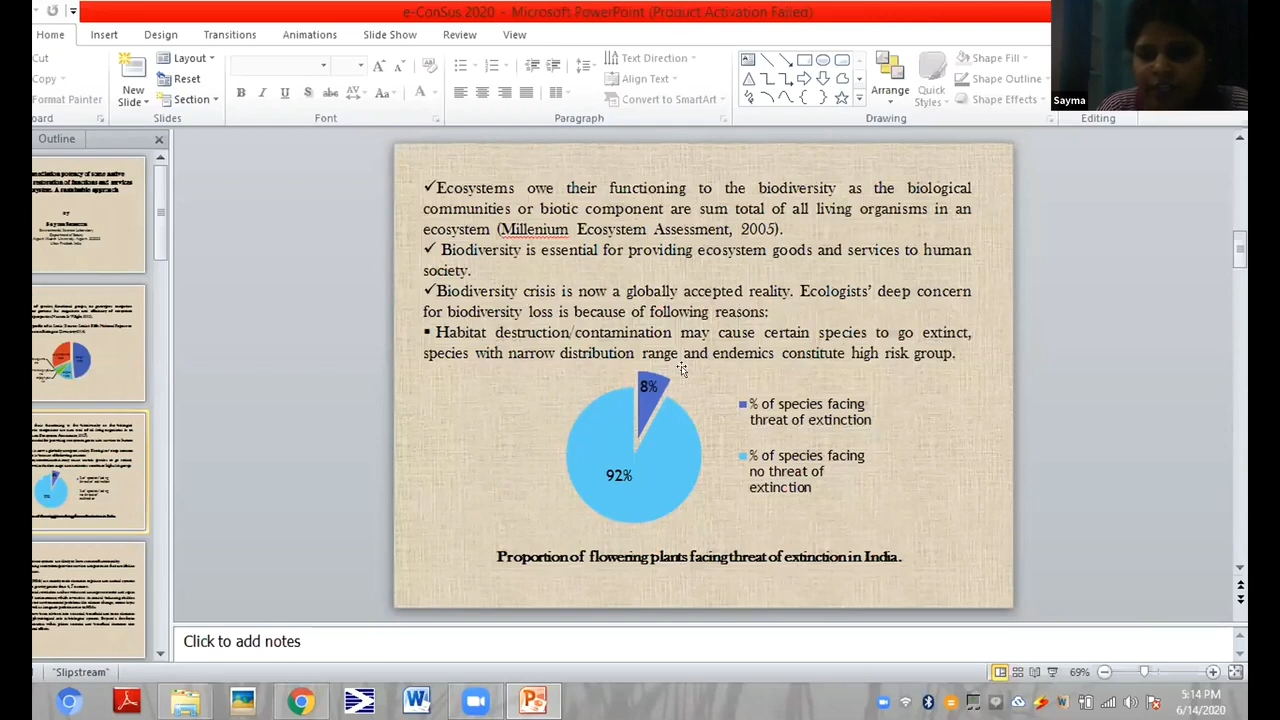 e-ConSus 2020 - Microsoft PowerPoint (Product Activation Failed)
Home Insert Design Transitions Animations Slide Show Review View
Cut
Copy
Format Painter
New Slide
Layout
Reset
Section
Text Direction
Align Text
Convert to SmartArt
Arrange
Quick Styles
Shape Fill
Shape Outline
Shape Effects
Sayma
oard Slides Font Paragraph Drawing Editing
Outline
✓Ecosystems owe their functioning to the biodiversity as the biological
communities or biotic component are sum total of all living organisms in an
ecosystem (Millenium Ecosystem Assessment, 2005).
✓ Biodiversity is essential for providing ecosystem goods and services to human
society.
✓Biodiversity crisis is now a globally accepted reality. Ecologists' deep concern
for biodiversity loss is because of following reasons:
▪ Habitat destruction/contamination may cause certain species to go extinct,
species with narrow distribution range and endemics constitute high risk group.
8%
92%
% of species facing
threat of extinction
% of species facing
no threat of
extinction
Proportion of flowering plants facing threat of extinction in India.
Click to add notes
"Slipstream"
69%
5:14 PM
6/14/2020